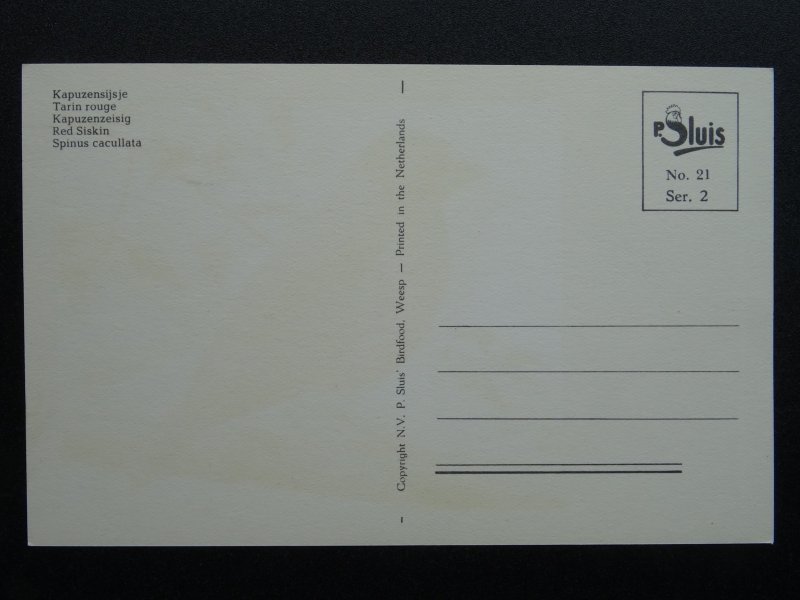 Kapuzensijsje
Tarin rouge
Kapuzenzeisig
Red Siskin
Spinus cacullata
Copyright N.V. P. Sluis' Birdfood, Weesp — Printed in the Netherlands
P. Sluis
No. 21
Ser. 2